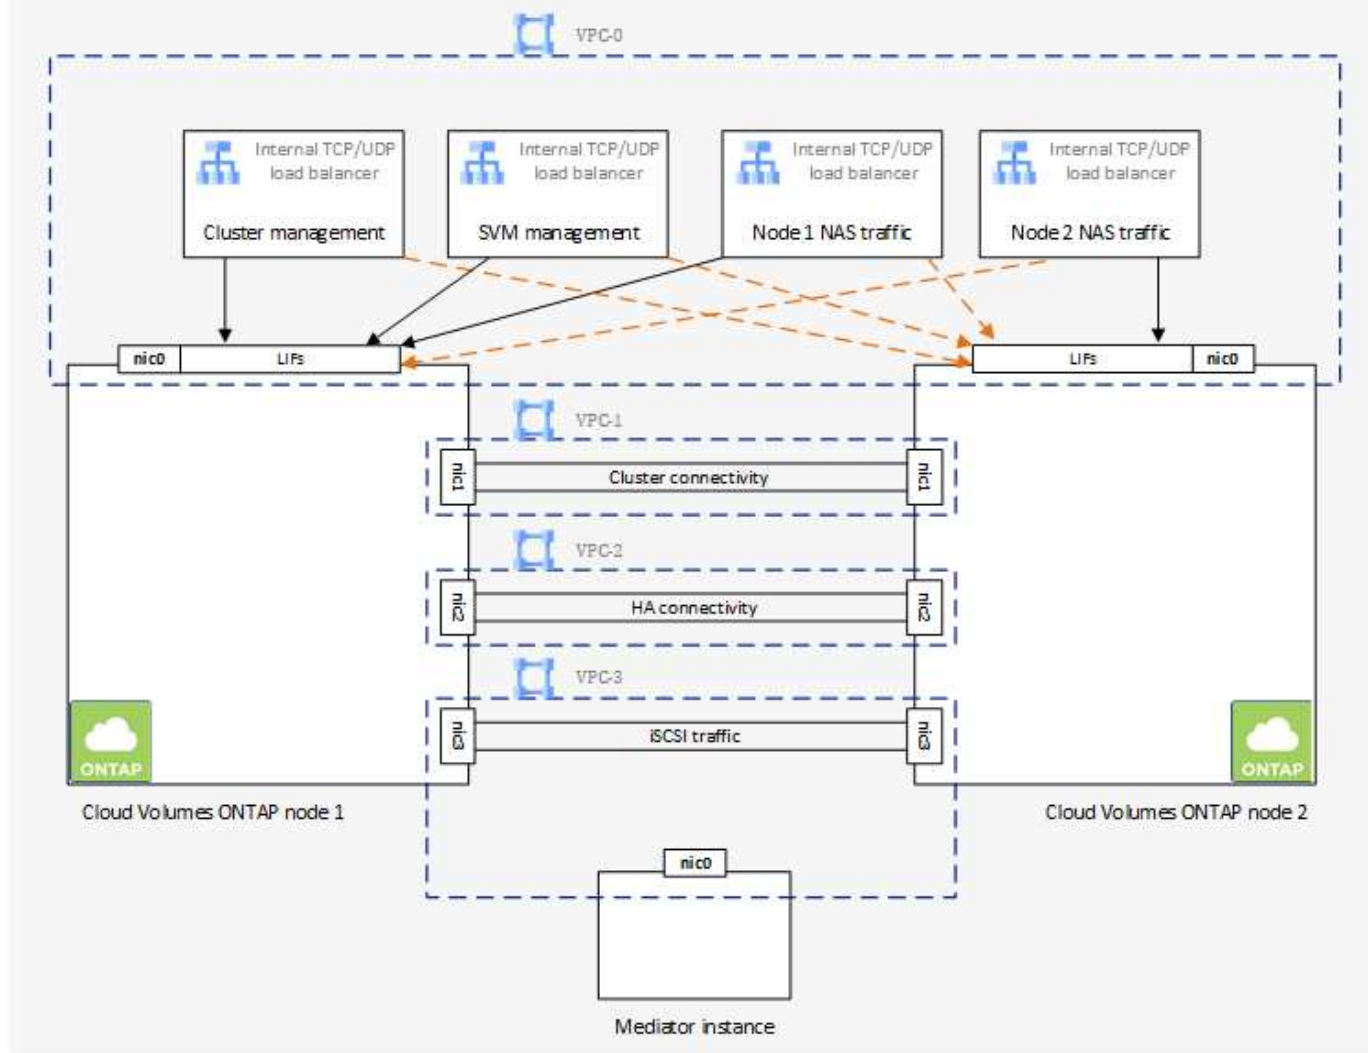 VPC-0
Internal TCP/UDP
load balancer
Cluster management
Internal TCP/UDP
load balancer
SVM management
Internal TCP/UDP
load balancer
Node 1 NAS traffic
Internal TCP/UDP
load balancer
Node 2 NAS traffic
nic0
LIFs
LIFs
nic0
VPC-1
nic1
Cluster connectivity
nic1
VPC-2
nic2
HA connectivity
nic2
VPC-3
nic3
iSCSI traffic
nic3
ONTAP
ONTAP
Cloud Volumes ONTAP node 1
Cloud Volumes ONTAP node 2
nic0
Mediator instance